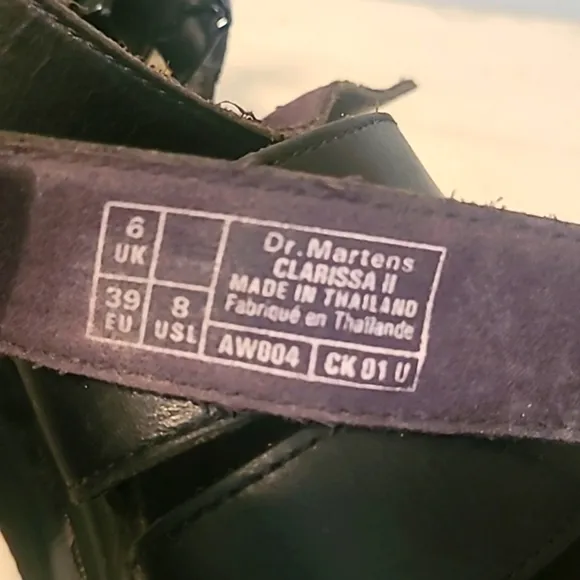 6
UK
39
EU
8
USL
Dr.Martens
CLARISSA II
MADE IN THAILAND
Fabriqué en Thaïlande
AW004
CK 01 U